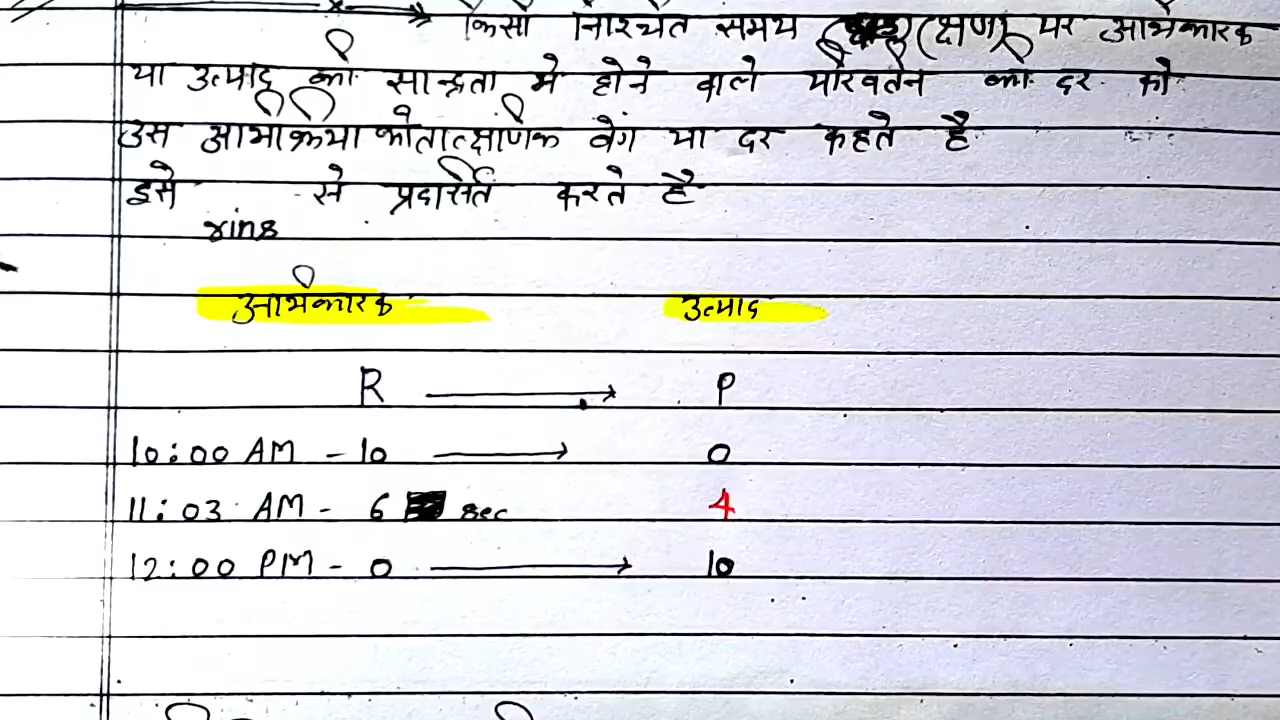 किसी निश्चित समय (क्षण) पर अभिकारक
या उत्पाद की सान्द्रता मे होने वाले परिवर्तन की दर को
उस अभिक्रिया का तात्क्षणिक वेग या दर कहते है
इसे से प्रदर्शित करते है
rins
अभिकारक उत्पाद
R ⟶ P
10:00 AM - 10 ⟶ 0
11:03 AM - 6 sec 4
12:00 PM - 0 ⟶ 10